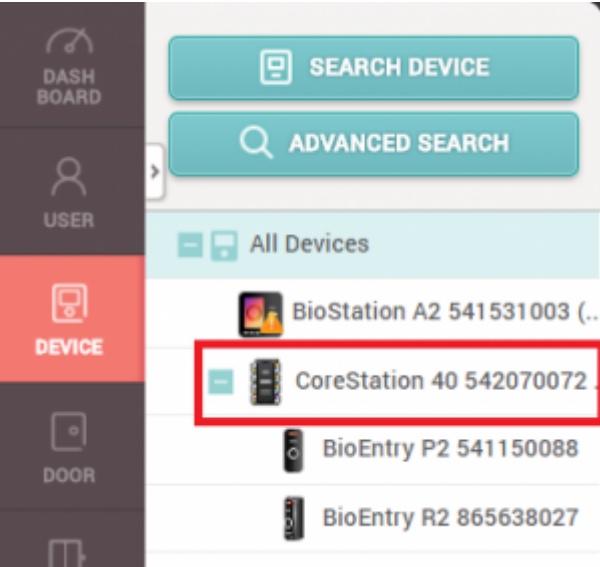 DASH
BOARD
USER
DEVICE
DOOR
SEARCH DEVICE
ADVANCED SEARCH
All Devices
BioStation A2 541531003 (..
CoreStation 40 542070072 .
BioEntry P2 541150088
BioEntry R2 865638027